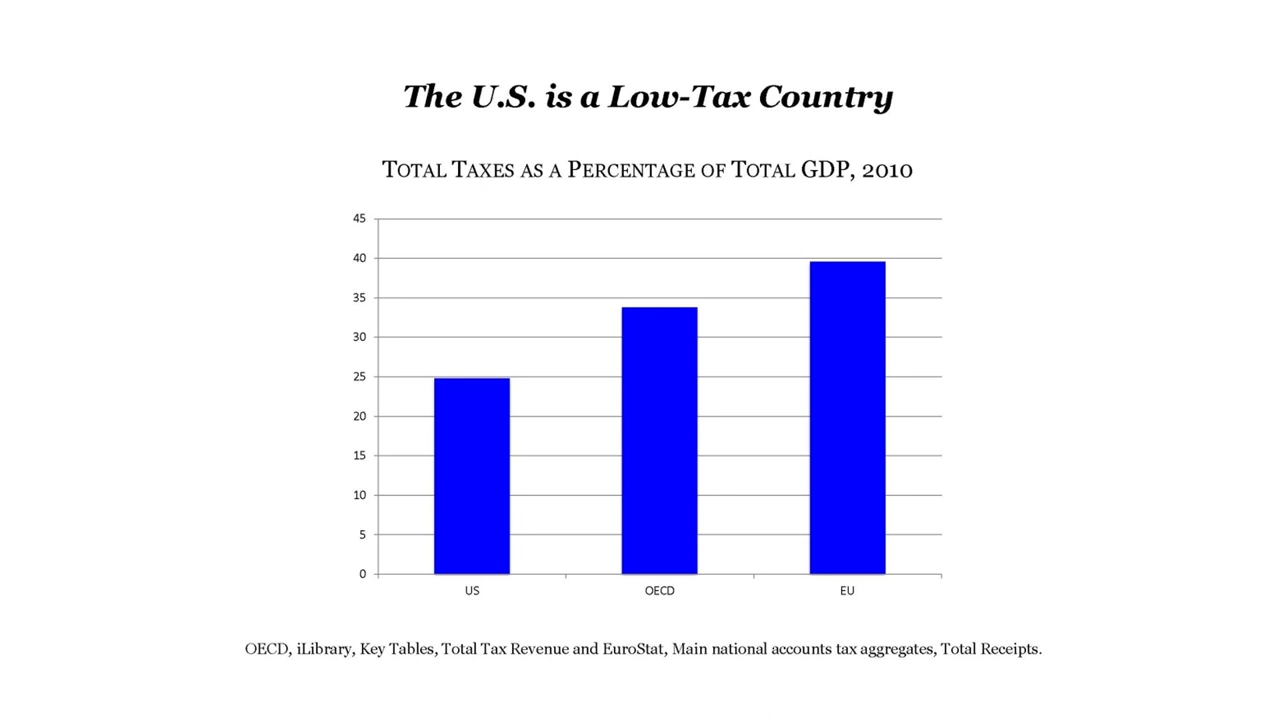 The U.S. is a Low-Tax Country
Total Taxes as a Percentage of Total GDP, 2010
45
40
35
30
25
20
15
10
5
0
US OECD EU
OECD, iLibrary, Key Tables, Total Tax Revenue and EuroStat, Main national accounts tax aggregates, Total Receipts.